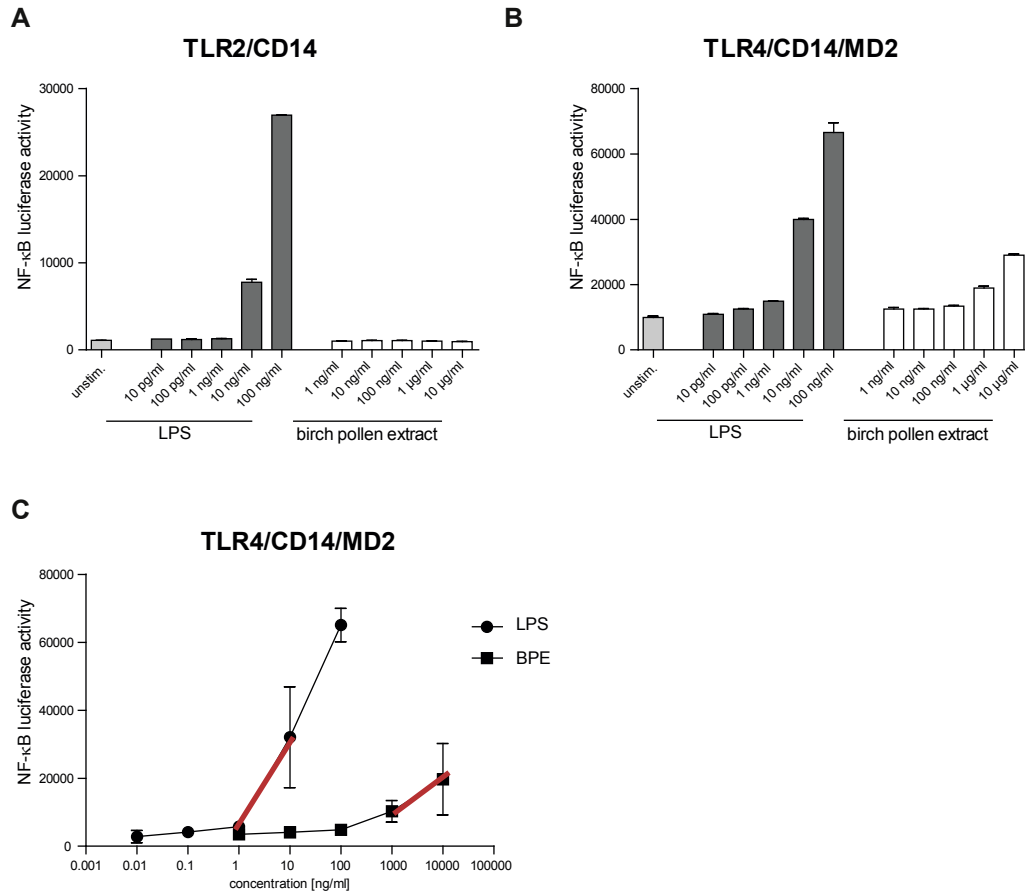 A
TLR2/CD14
NF-κB luciferase activity
30000
20000
10000
0
unstim.
10 pg/ml
100 pg/ml
1 ng/ml
10 ng/ml
100 ng/ml
1 ng/ml
10 ng/ml
100 ng/ml
1 µg/ml
10 µg/ml
LPS
birch pollen extract
B
TLR4/CD14/MD2
NF-κB luciferase activity
80000
60000
40000
20000
0
unstim.
10 pg/ml
100 pg/ml
1 ng/ml
10 ng/ml
100 ng/ml
1 ng/ml
10 ng/ml
100 ng/ml
1 µg/ml
10 µg/ml
LPS
birch pollen extract
C
TLR4/CD14/MD2
NF-κB luciferase activity
80000
60000
40000
20000
0
0.001 0.01 0.1 1 10 100 1000 10000 100000
concentration [ng/ml]
LPS
BPE